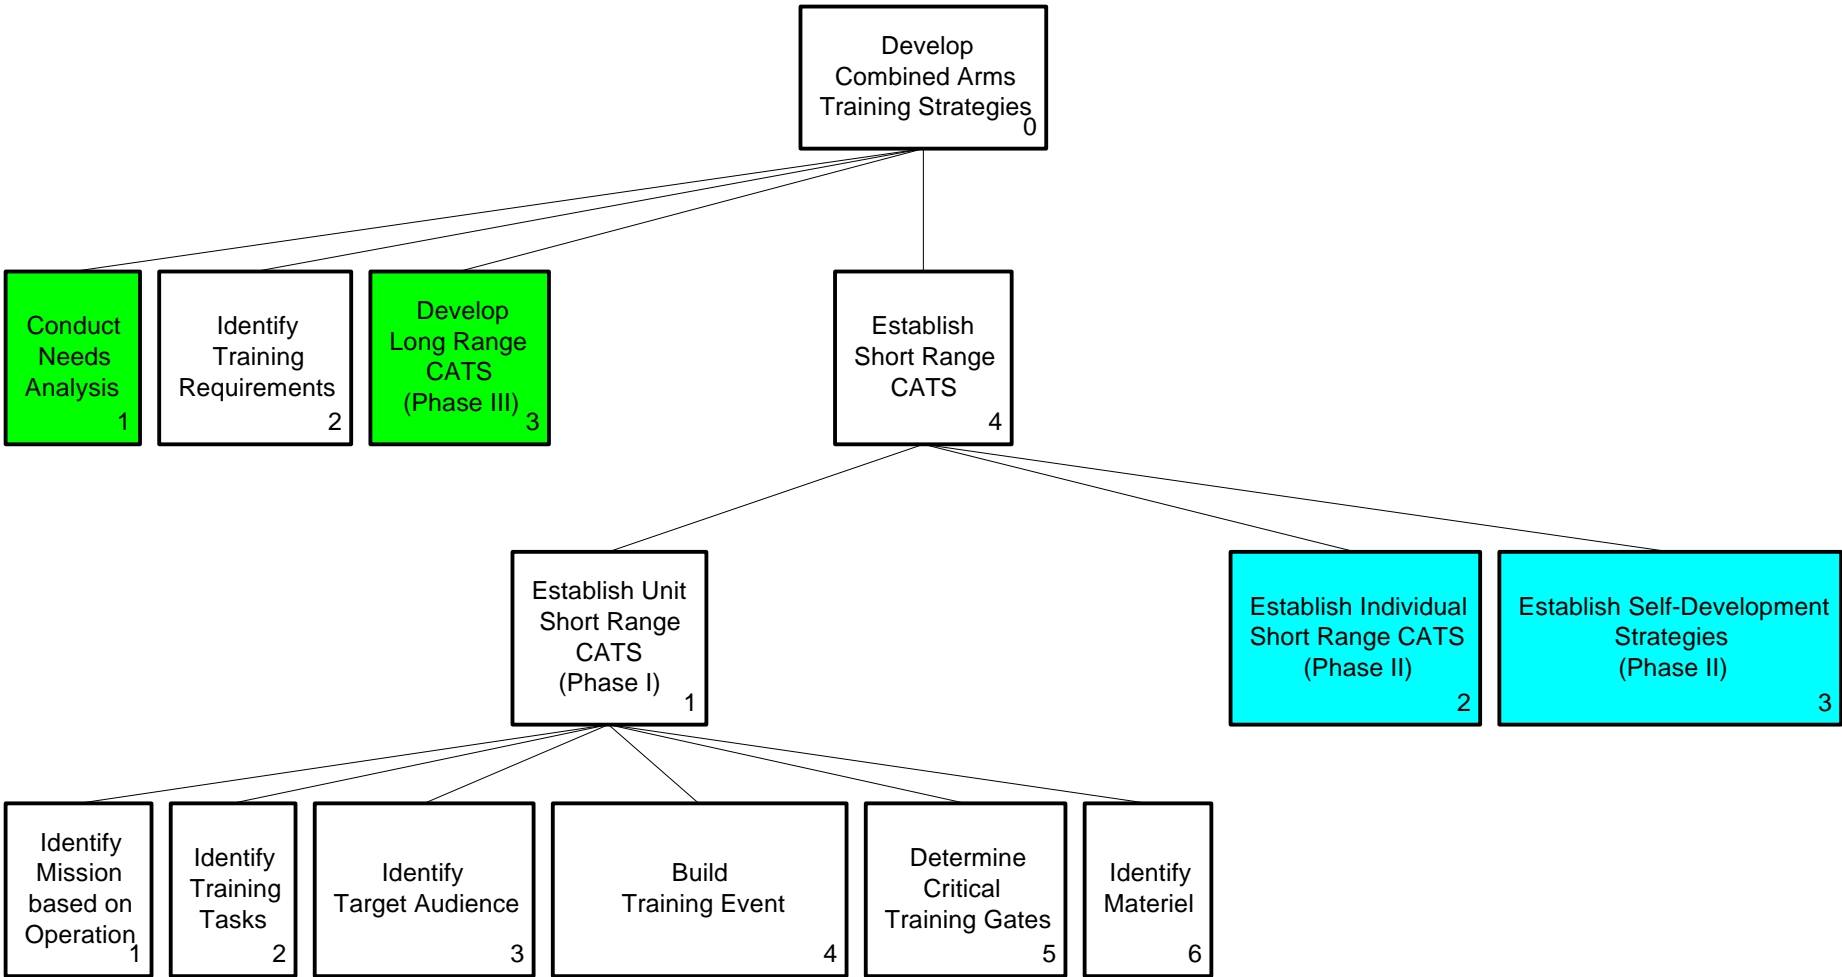 Develop
Combined Arms
Training Strategies
0
Conduct
Needs
Analysis
1
Identify
Training
Requirements
2
Develop
Long Range
CATS
(Phase III)
3
Establish
Short Range
CATS
4
Establish Unit
Short Range
CATS
(Phase I)
1
Establish Individual
Short Range CATS
(Phase II)
2
Establish Self-Development
Strategies
(Phase II)
3
Identify
Mission
based on
Operation
1
Identify
Training
Tasks
2
Identify
Target Audience
3
Build
Training Event
4
Determine
Critical
Training Gates
5
Identify
Materiel
6